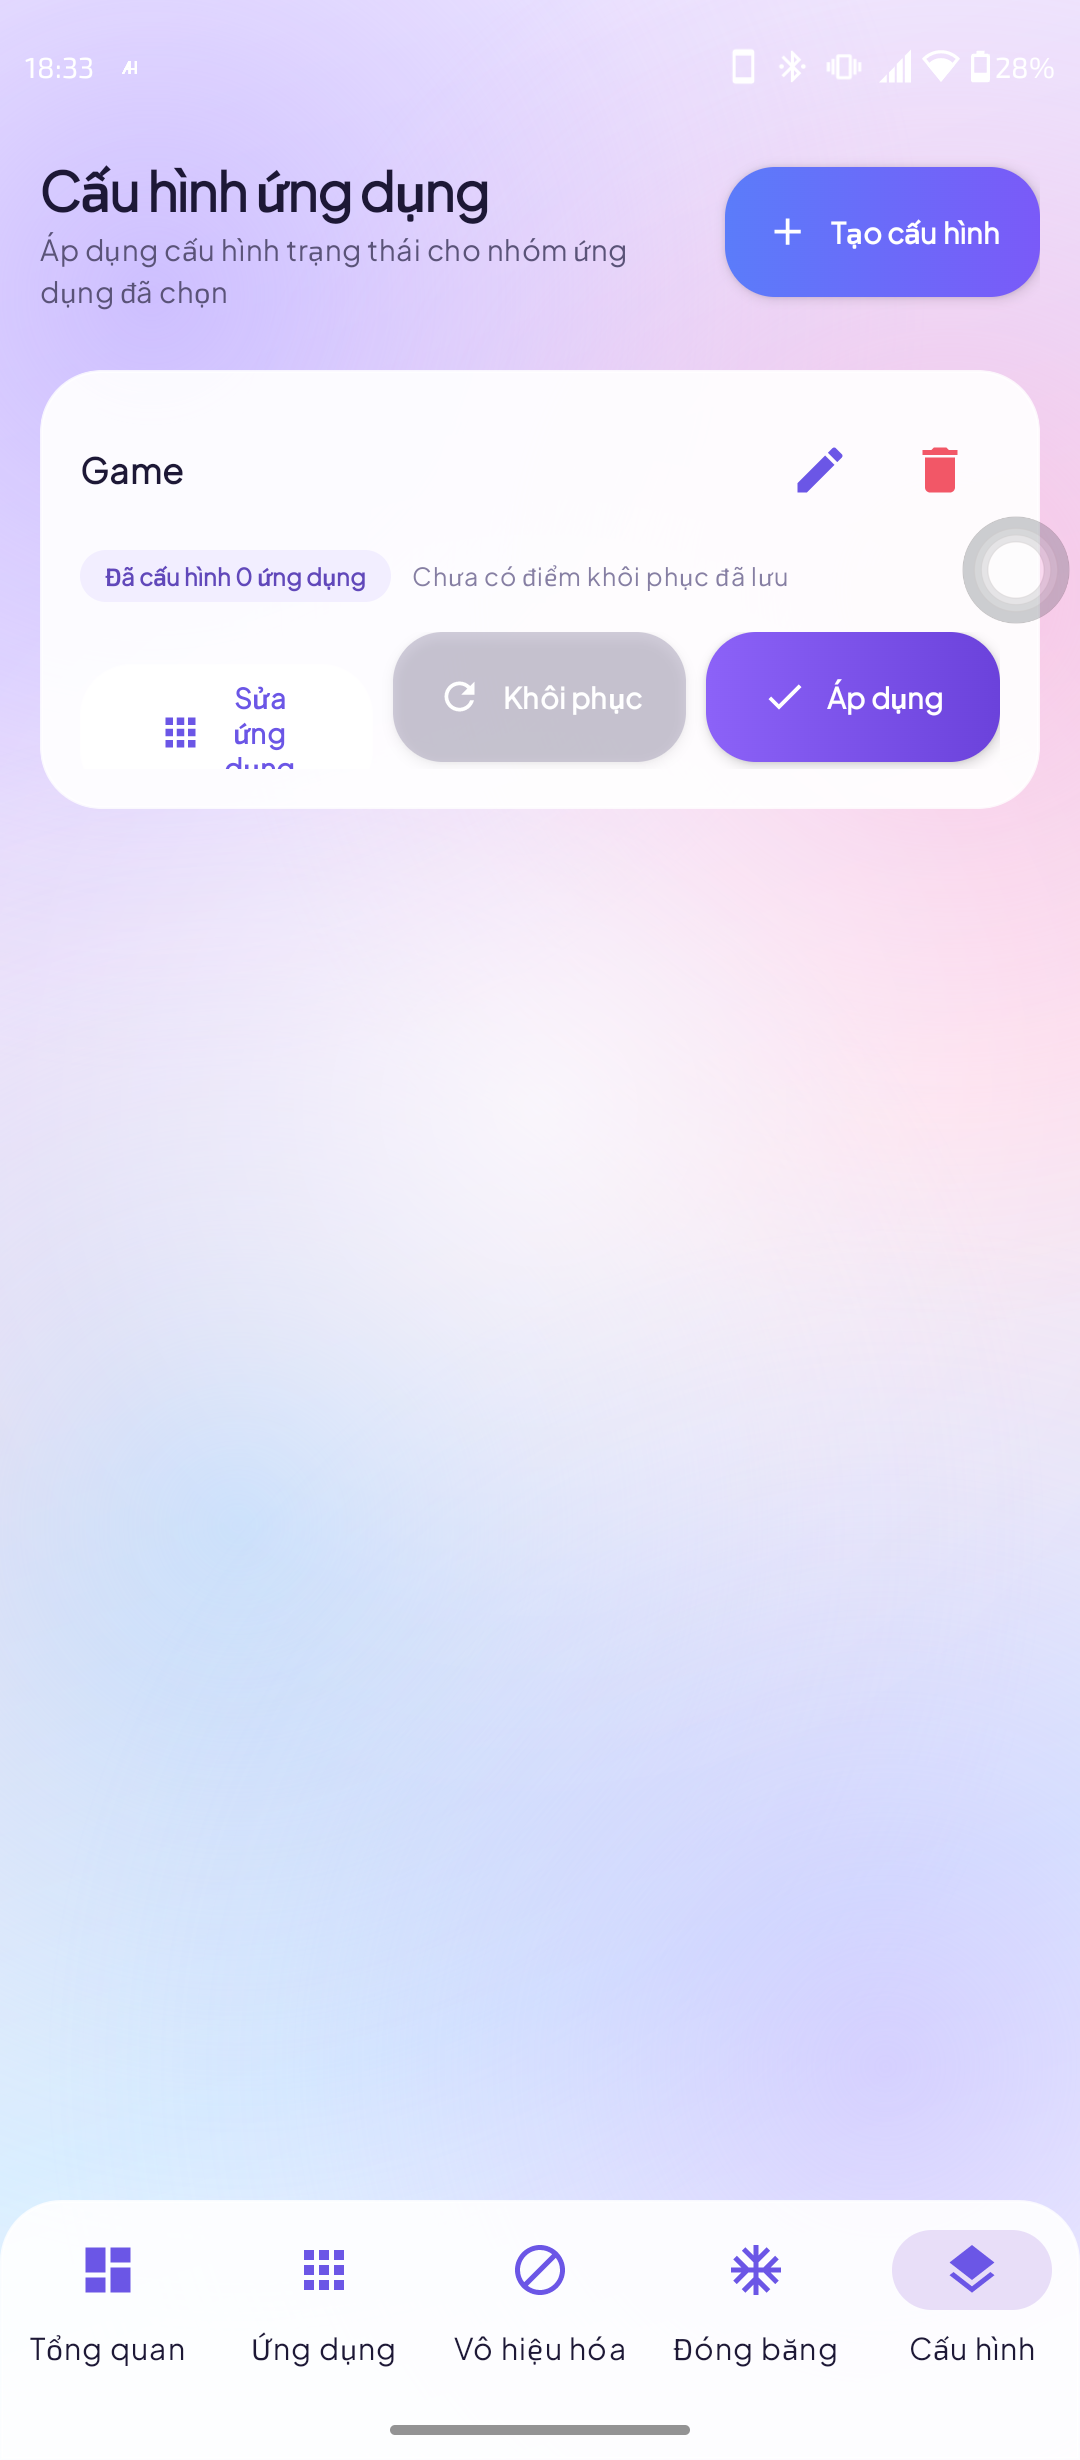 18:33
28%
Cấu hình ứng dụng
Áp dụng cấu hình trạng thái cho nhóm ứng
dụng đã chọn
Tạo cấu hình
Game
Đã cấu hình 0 ứng dụng
Chưa có điểm khôi phục đã lưu
Sửa
ứng
dụng
Khôi phục
Áp dụng
Tổng quan
Ứng dụng
Vô hiệu hóa
Đóng băng
Cấu hình